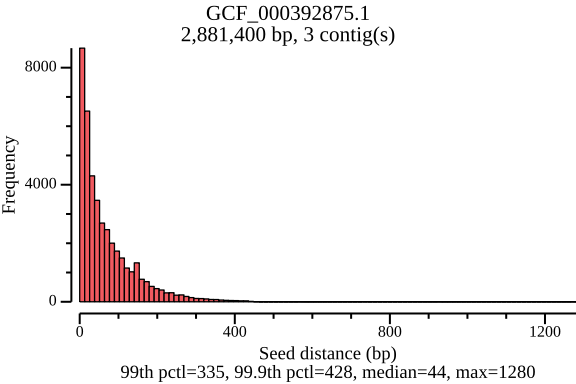 GCF_000392875.1
2,881,400 bp, 3 contig(s)
Frequency
8000
4000
0
0 400 800 1200
Seed distance (bp)
99th pctl=335, 99.9th pctl=428, median=44, max=1280